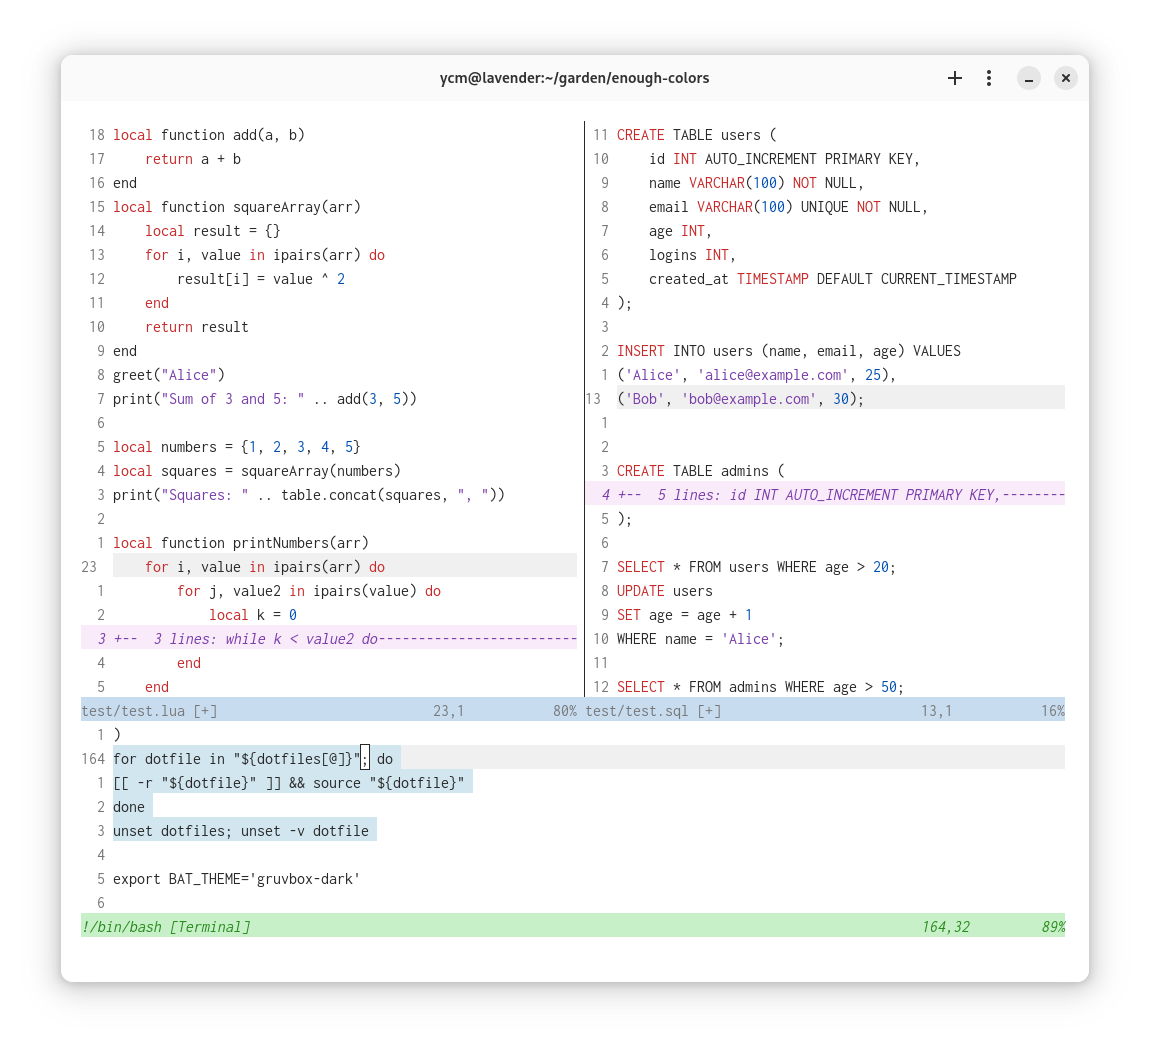 ycm@lavender:~/garden/enough-colors
18 local function add(a, b)
17     return a + b
16 end
15 local function squareArray(arr)
14     local result = {}
13     for i, value in ipairs(arr) do
12         result[i] = value ^ 2
11     end
10     return result
 9 end
 8 greet("Alice")
 7 print("Sum of 3 and 5: " .. add(3, 5))
 6
 5 local numbers = {1, 2, 3, 4, 5}
 4 local squares = squareArray(numbers)
 3 print("Squares: " .. table.concat(squares, ", "))
 2
 1 local function printNumbers(arr)
23     for i, value in ipairs(arr) do
 1         for j, value2 in ipairs(value) do
 2             local k = 0
 3 +--  3 lines: while k < value2 do-------------------------
 4         end
 5     end
test/test.lua [+]                           23,1           80%
11 CREATE TABLE users (
10     id INT AUTO_INCREMENT PRIMARY KEY,
 9     name VARCHAR(100) NOT NULL,
 8     email VARCHAR(100) UNIQUE NOT NULL,
 7     age INT,
 6     logins INT,
 5     created_at TIMESTAMP DEFAULT CURRENT_TIMESTAMP
 4 );
 3
 2 INSERT INTO users (name, email, age) VALUES
 1 ('Alice', 'alice@example.com', 25),
13 ('Bob', 'bob@example.com', 30);
 1
 2
 3 CREATE TABLE admins (
 4 +--  5 lines: id INT AUTO_INCREMENT PRIMARY KEY,--------
 5 );
 6
 7 SELECT * FROM users WHERE age > 20;
 8 UPDATE users
 9 SET age = age + 1
10 WHERE name = 'Alice';
11
12 SELECT * FROM admins WHERE age > 50;
test/test.sql [+]                         13,1           16%
 1 )
164 for dotfile in "${dotfiles[@]}"; do
 1 [[ -r "${dotfile}" ]] && source "${dotfile}"
 2 done
 3 unset dotfiles; unset -v dotfile
 4
 5 export BAT_THEME='gruvbox-dark'
 6
!/bin/bash [Terminal]                         164,32         89%